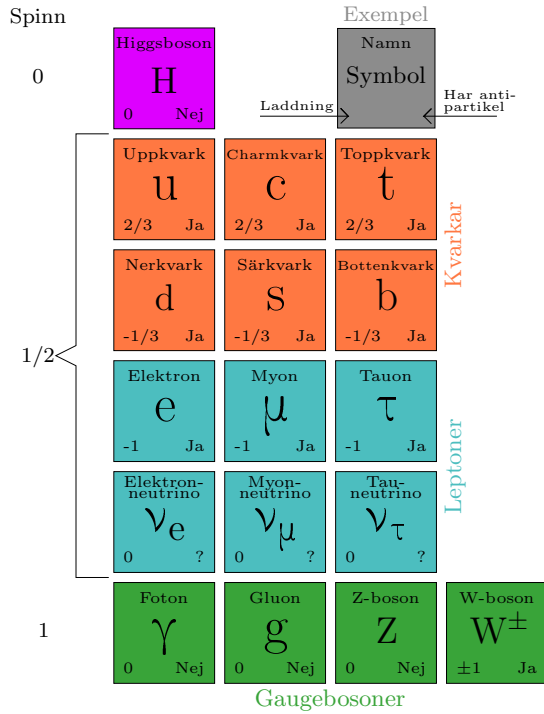 Spinn
Exempel
0
Higgsboson
H
0 Nej
Namn
Symbol
Laddning
Har anti-
partikel
1/2
Uppkvark
u
2/3 Ja
Charmkvark
c
2/3 Ja
Toppkvark
t
2/3 Ja
Kvarkar
Nerkvark
d
-1/3 Ja
Särkvark
s
-1/3 Ja
Bottenkvark
b
-1/3 Ja
Elektron
e
-1 Ja
Myon
μ
-1 Ja
Tauon
τ
-1 Ja
Leptoner
Elektron-
neutrino
νe
0 ?
Myon-
neutrino
νμ
0 ?
Tau-
neutrino
ντ
0 ?
1
Foton
γ
0 Nej
Gluon
g
0 Nej
Z-boson
Z
0 Nej
W-boson
W±
±1 Ja
Gaugebosoner